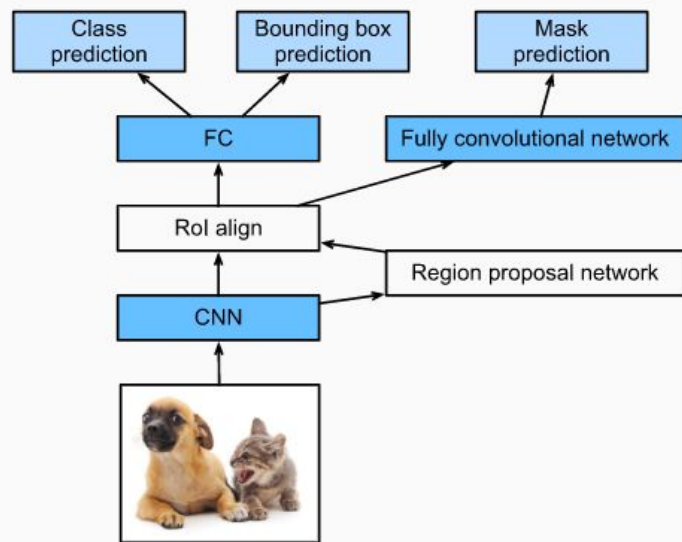 Class
prediction
Bounding box
prediction
Mask
prediction
FC
Fully convolutional network
RoI align
Region proposal network
CNN